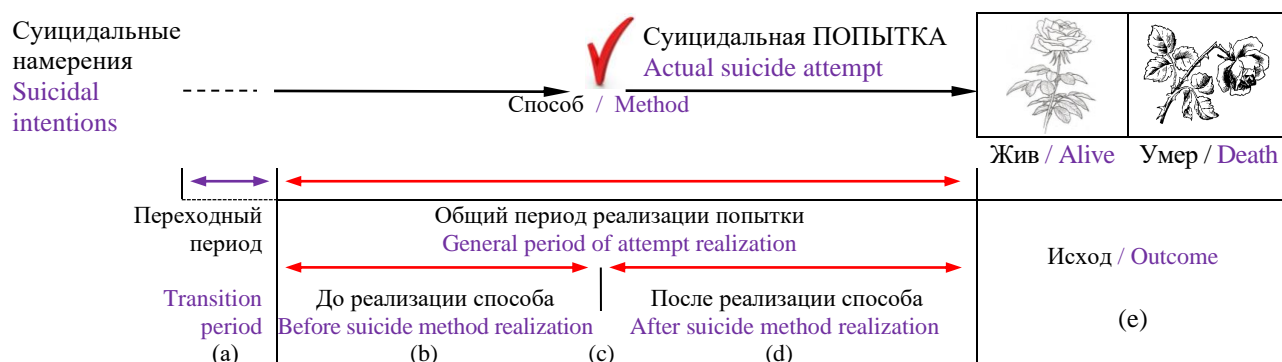 Суицидальные
намерения
Suicidal
intentions
Суицидальная ПОПЫТКА
Actual suicide attempt
Способ / Method
Жив / Alive
Умер / Death
Переходный
период
Общий период реализации попытки
General period of attempt realization
Исход / Outcome
Transition
period
(a)
До реализации способа
Before suicide method realization
(b)
(c)
После реализации способа
After suicide method realization
(d)
(e)